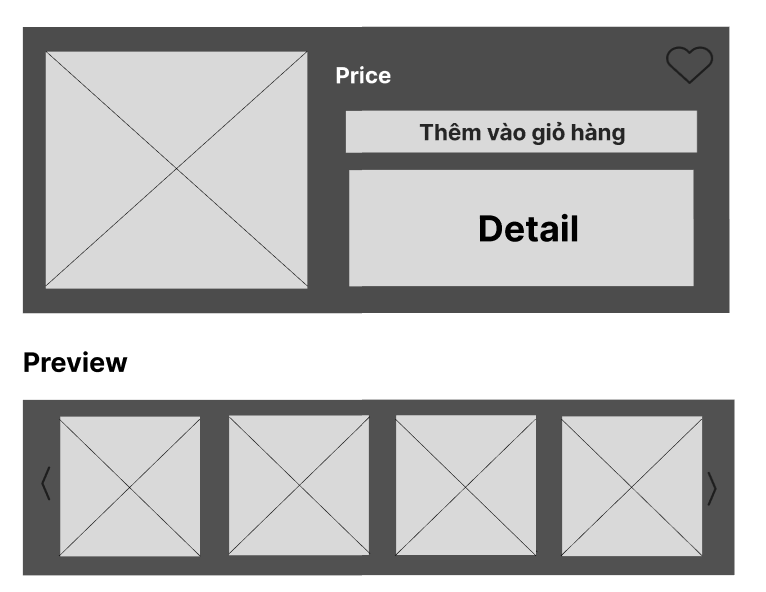 Price
Thêm vào giỏ hàng
Detail
Preview